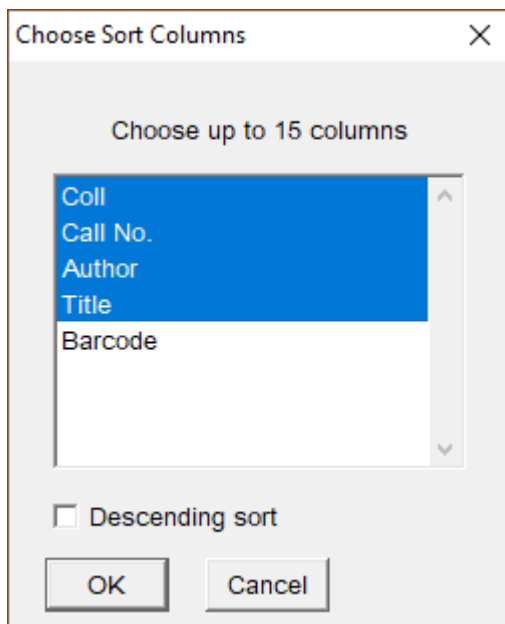 Choose Sort Columns
Choose up to 15 columns
Coll
Call No.
Author
Title
Barcode
Descending sort
OK
Cancel